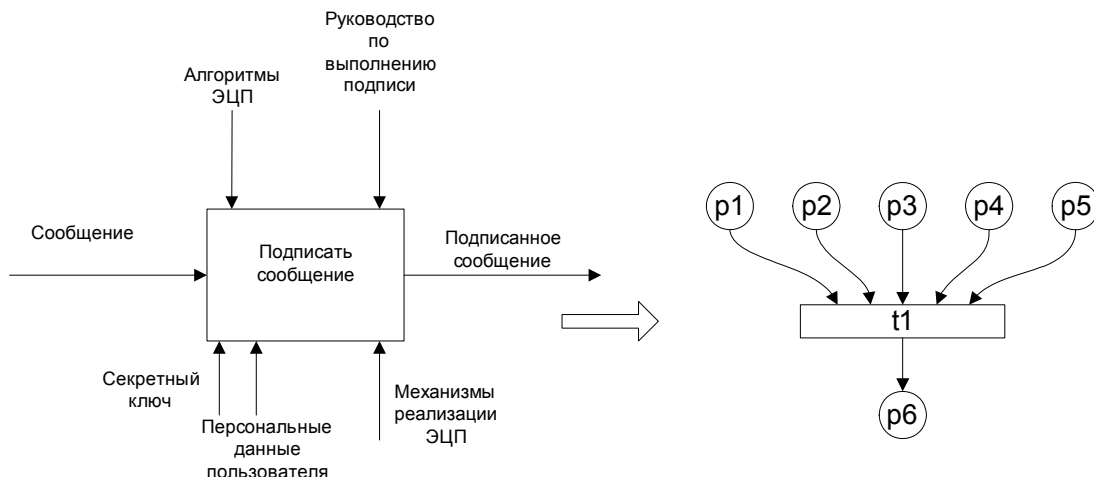 Руководство
по
выполнению
подписи
Алгоритмы
ЭЦП
Сообщение
Подписать
сообщение
Подписанное
сообщение
Секретный
ключ
Персональные
данные
пользователя
Механизмы
реализации
ЭЦП
p1 p2 p3 p4 p5
t1
p6